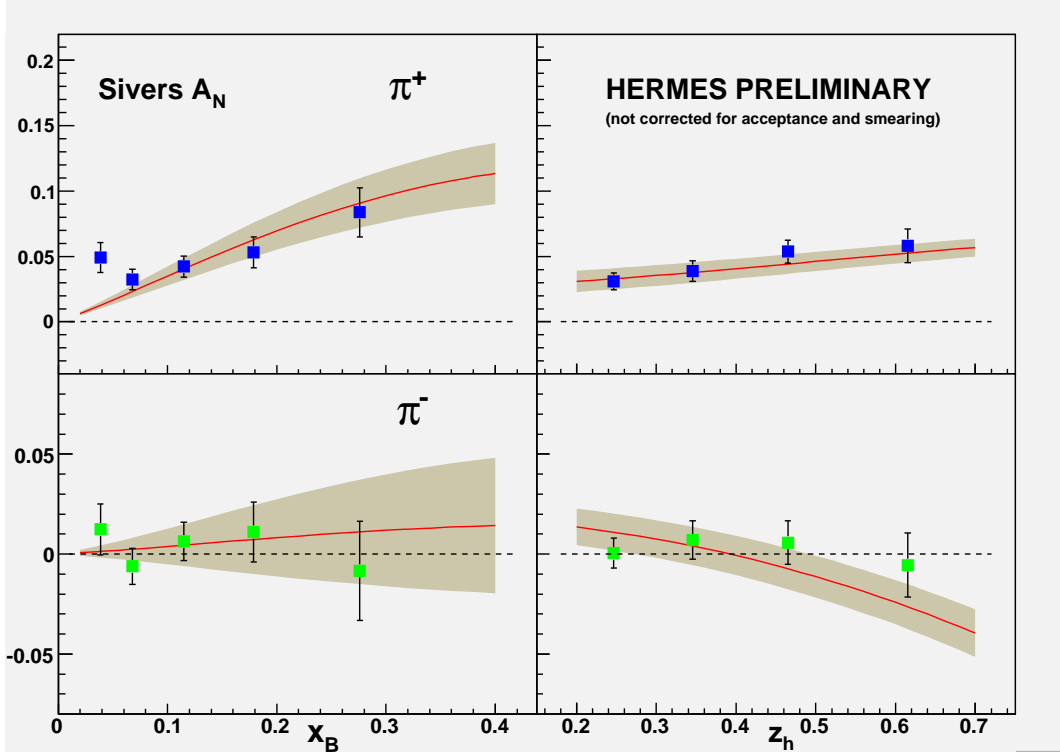 0.2
0.15
0.1
0.05
0
Sivers A_N
π⁺
HERMES PRELIMINARY
(not corrected for acceptance and smearing)
0.05
0
-0.05
π⁻
0 0.1 0.2 0.3 0.4
x_B
0.2 0.3 0.4 0.5 0.6 0.7
z_h